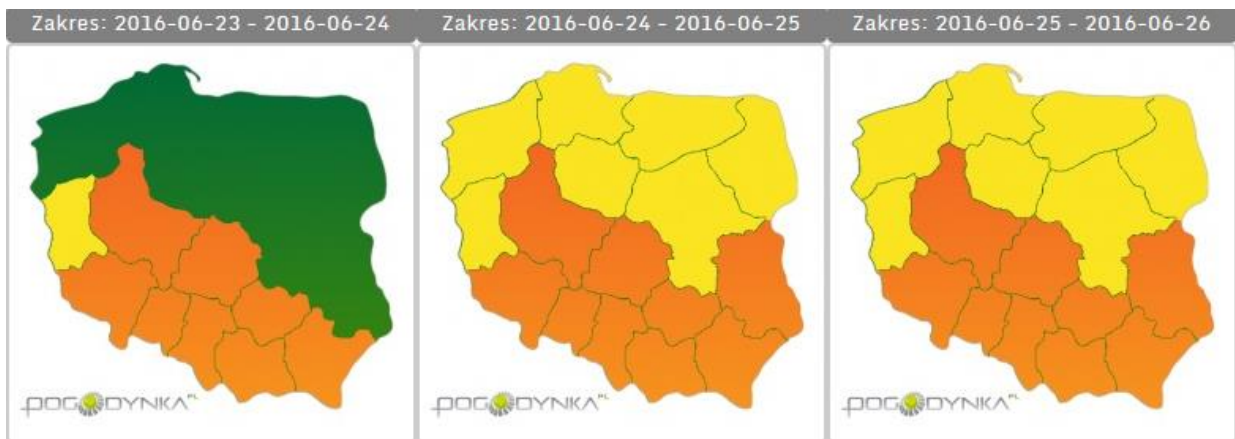 Zakres: 2016-06-23 - 2016-06-24
Zakres: 2016-06-24 - 2016-06-25
Zakres: 2016-06-25 - 2016-06-26
POGODYNKA.PL
POGODYNKA.PL
POGODYNKA.PL